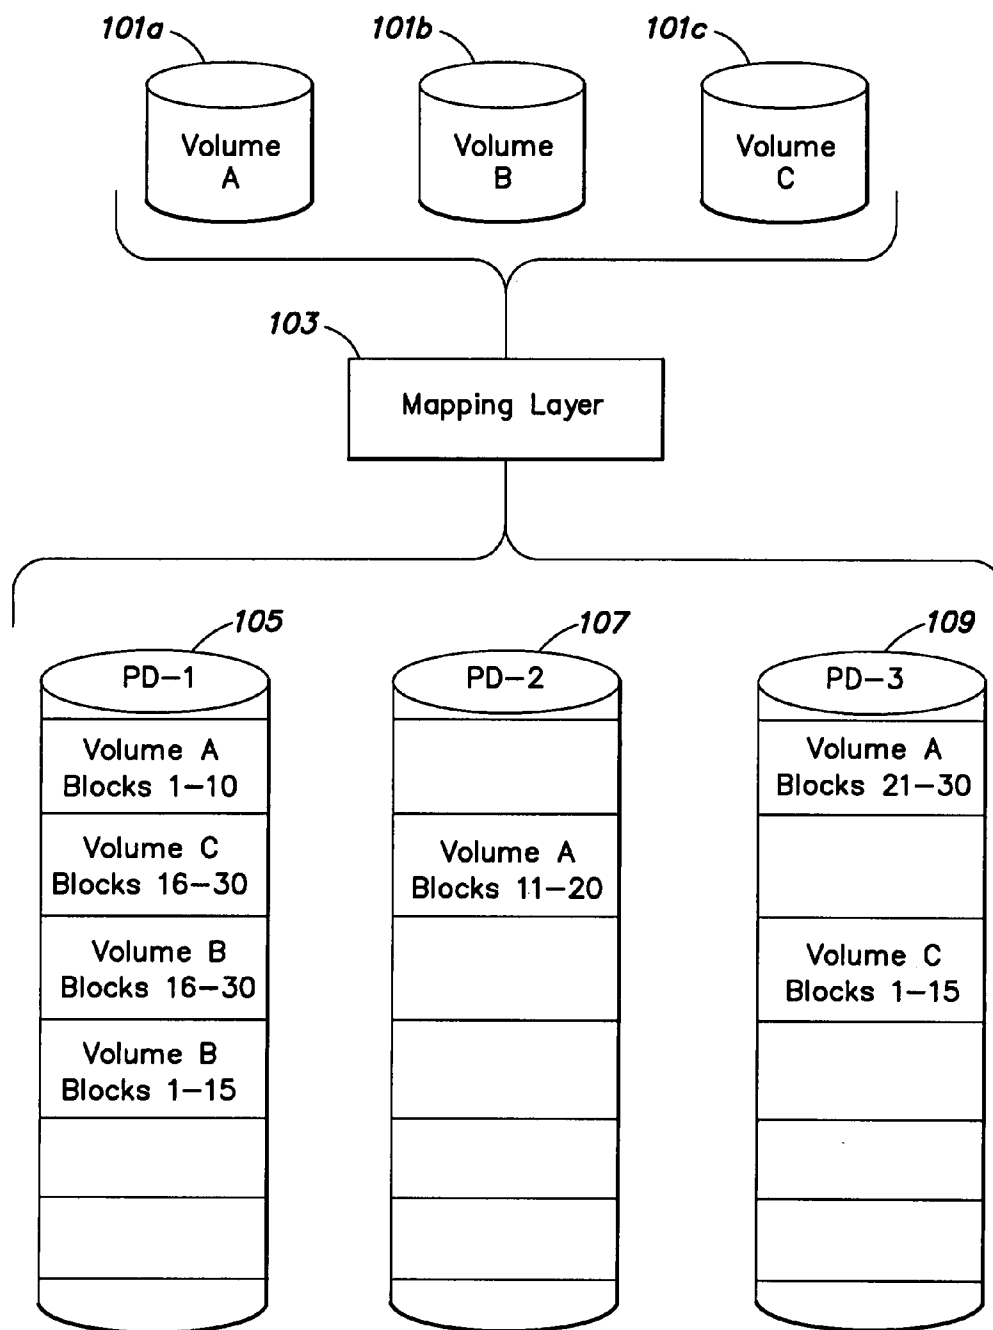 101a
101b
101c
Volume
A
Volume
B
Volume
C
103
Mapping Layer
105
107
109
PD-1
PD-2
PD-3
Volume A
Blocks 1-10
Volume C
Blocks 16-30
Volume B
Blocks 16-30
Volume B
Blocks 1-15
Volume A
Blocks 11-20
Volume A
Blocks 21-30
Volume C
Blocks 1-15